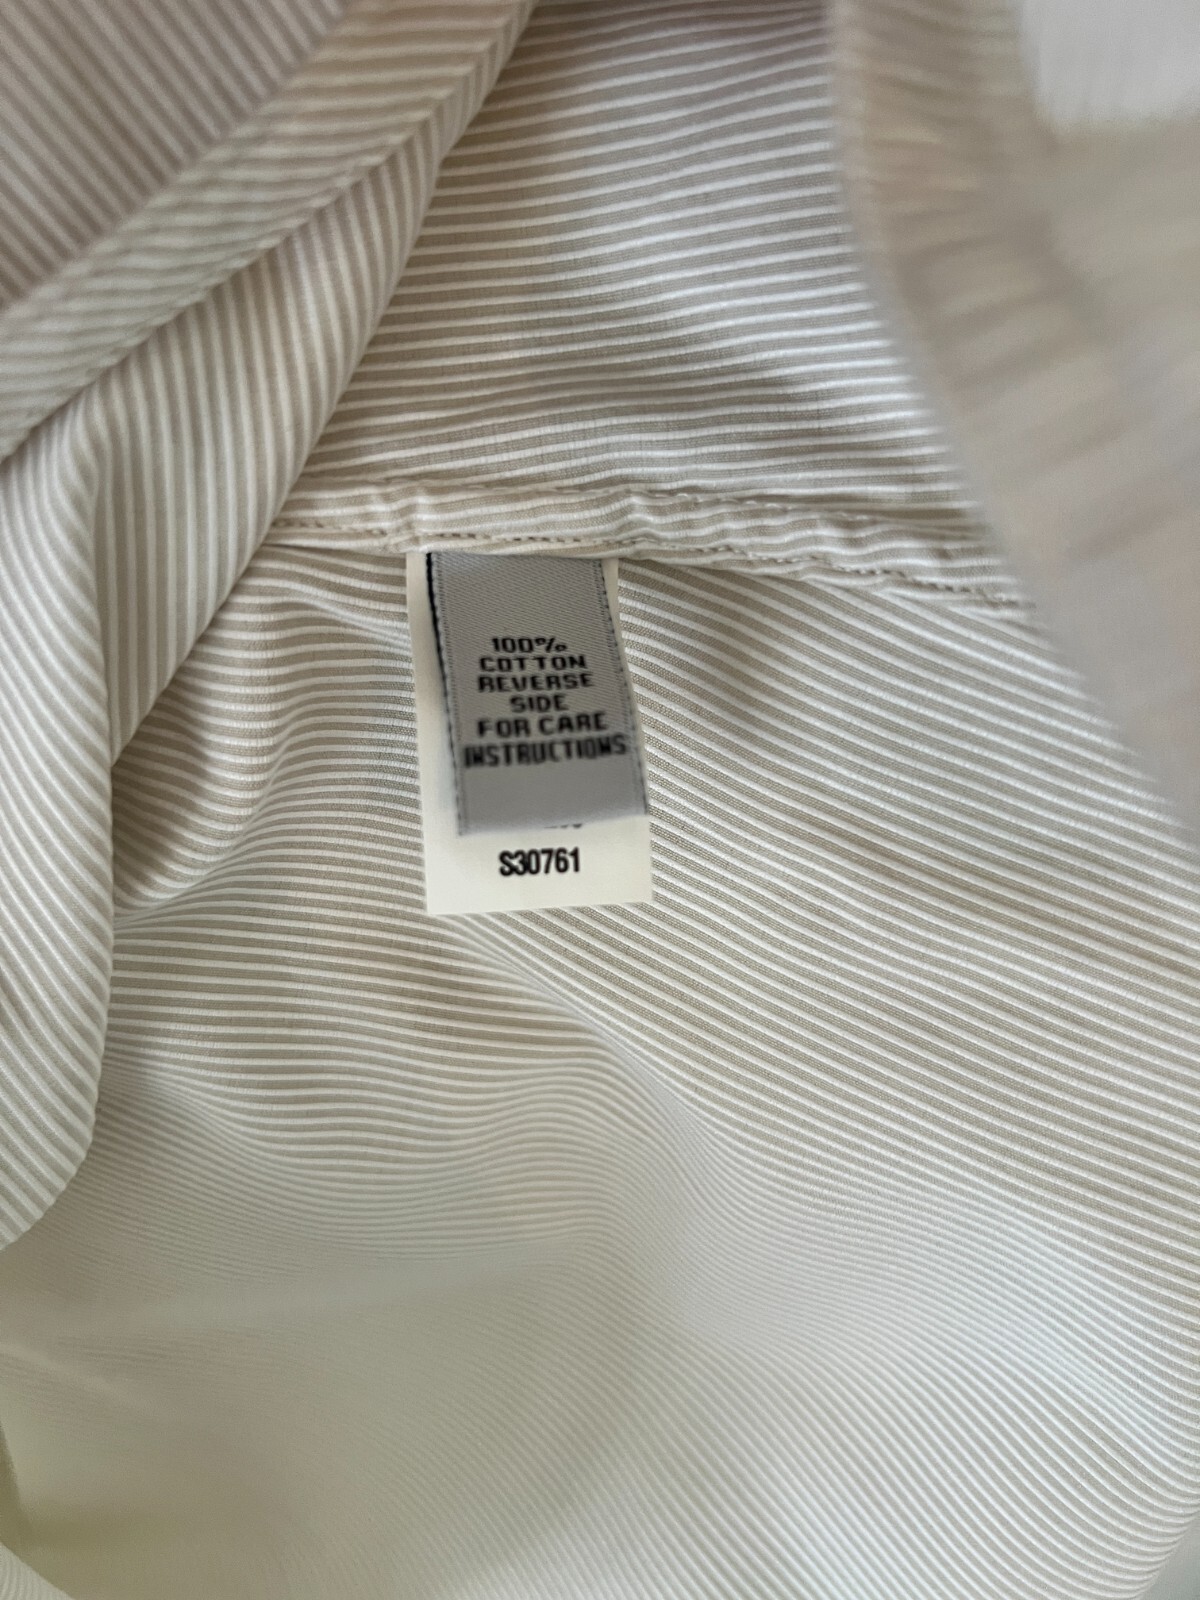 100%
COTTON
REVERSE
SIDE
FOR CARE
INSTRUCTIONS
S30761